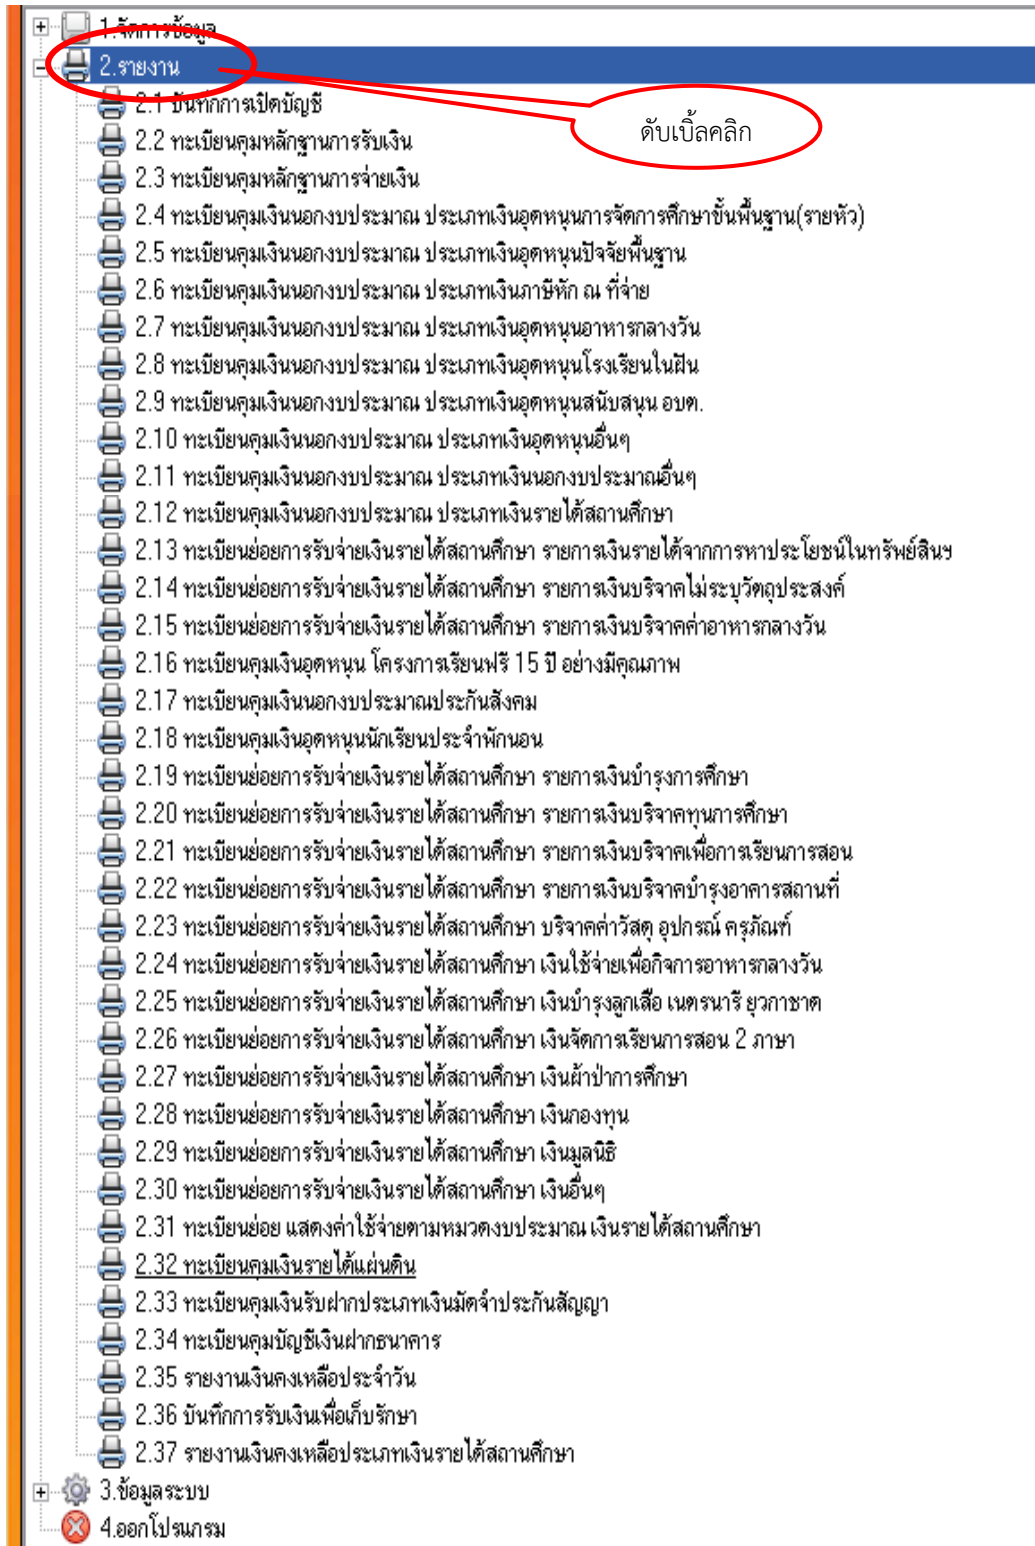 1.จัดการข้อมูล
2.รายงาน
2.1 บันทึกการเปิดบัญชี
ดับเบิ้ลคลิก
2.2 ทะเบียนคุมหลักฐานการรับเงิน
2.3 ทะเบียนคุมหลักฐานการจ่ายเงิน
2.4 ทะเบียนคุมเงินนอกงบประมาณ ประเภทเงินอุดหนุนการจัดการศึกษาขั้นพื้นฐาน(รายหัว)
2.5 ทะเบียนคุมเงินนอกงบประมาณ ประเภทเงินอุดหนุนปัจจัยพื้นฐาน
2.6 ทะเบียนคุมเงินนอกงบประมาณ ประเภทเงินภาษีหัก ณ ที่จ่าย
2.7 ทะเบียนคุมเงินนอกงบประมาณ ประเภทเงินอุดหนุนอาหารกลางวัน
2.8 ทะเบียนคุมเงินนอกงบประมาณ ประเภทเงินอุดหนุนโรงเรียนในฝัน
2.9 ทะเบียนคุมเงินนอกงบประมาณ ประเภทเงินอุดหนุนสนับสนุน อบต.
2.10 ทะเบียนคุมเงินนอกงบประมาณ ประเภทเงินอุดหนุนอื่นๆ
2.11 ทะเบียนคุมเงินนอกงบประมาณ ประเภทเงินนอกงบประมาณอื่นๆ
2.12 ทะเบียนคุมเงินนอกงบประมาณ ประเภทเงินรายได้สถานศึกษา
2.13 ทะเบียนย่อยการรับจ่ายเงินรายได้สถานศึกษา รายการเงินรายได้จากการหาประโยชน์ในทรัพย์สินฯ
2.14 ทะเบียนย่อยการรับจ่ายเงินรายได้สถานศึกษา รายการเงินบริจาคไม่ระบุวัตถุประสงค์
2.15 ทะเบียนย่อยการรับจ่ายเงินรายได้สถานศึกษา รายการเงินบริจาคค่าอาหารกลางวัน
2.16 ทะเบียนคุมเงินอุดหนุน โครงการเรียนฟรี 15 ปี อย่างมีคุณภาพ
2.17 ทะเบียนคุมเงินนอกงบประมาณประกันสังคม
2.18 ทะเบียนคุมเงินอุดหนุนนักเรียนประจำพักนอน
2.19 ทะเบียนย่อยการรับจ่ายเงินรายได้สถานศึกษา รายการเงินบำรุงการศึกษา
2.20 ทะเบียนย่อยการรับจ่ายเงินรายได้สถานศึกษา รายการเงินบริจาคทุนการศึกษา
2.21 ทะเบียนย่อยการรับจ่ายเงินรายได้สถานศึกษา รายการเงินบริจาคเพื่อการเรียนการสอน
2.22 ทะเบียนย่อยการรับจ่ายเงินรายได้สถานศึกษา รายการเงินบริจาคบำรุงอาคารสถานที่
2.23 ทะเบียนย่อยการรับจ่ายเงินรายได้สถานศึกษา บริจาคค่าวัสดุ อุปกรณ์ ครุภัณฑ์
2.24 ทะเบียนย่อยการรับจ่ายเงินรายได้สถานศึกษา เงินใช้จ่ายเพื่อกิจการอาหารกลางวัน
2.25 ทะเบียนย่อยการรับจ่ายเงินรายได้สถานศึกษา เงินบำรุงลูกเสือ เนตรนารี ยุวกาชาด
2.26 ทะเบียนย่อยการรับจ่ายเงินรายได้สถานศึกษา เงินจัดการเรียนการสอน 2 ภาษา
2.27 ทะเบียนย่อยการรับจ่ายเงินรายได้สถานศึกษา เงินผ้าป่าการศึกษา
2.28 ทะเบียนย่อยการรับจ่ายเงินรายได้สถานศึกษา เงินกองทุน
2.29 ทะเบียนย่อยการรับจ่ายเงินรายได้สถานศึกษา เงินมูลนิธิ
2.30 ทะเบียนย่อยการรับจ่ายเงินรายได้สถานศึกษา เงินอื่นๆ
2.31 ทะเบียนย่อย แสดงค่าใช้จ่ายตามหมวดงบประมาณ เงินรายได้สถานศึกษา
2.32 ทะเบียนคุมเงินรายได้แผ่นดิน
2.33 ทะเบียนคุมเงินรับฝากประเภทเงินมัดจำประกันสัญญา
2.34 ทะเบียนคุมบัญชีเงินฝากธนาคาร
2.35 รายงานเงินคงเหลือประจำวัน
2.36 บันทึกการรับเงินเพื่อเก็บรักษา
2.37 รายงานเงินคงเหลือประเภทเงินรายได้สถานศึกษา
3.ข้อมูลระบบ
4.ออกโปรแกรม